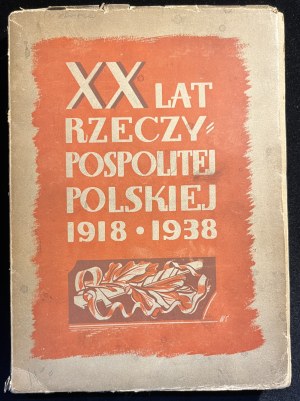 XX LAT
RZECZY=
POSPOLITEJ
POLSKIEJ
1918 • 1938